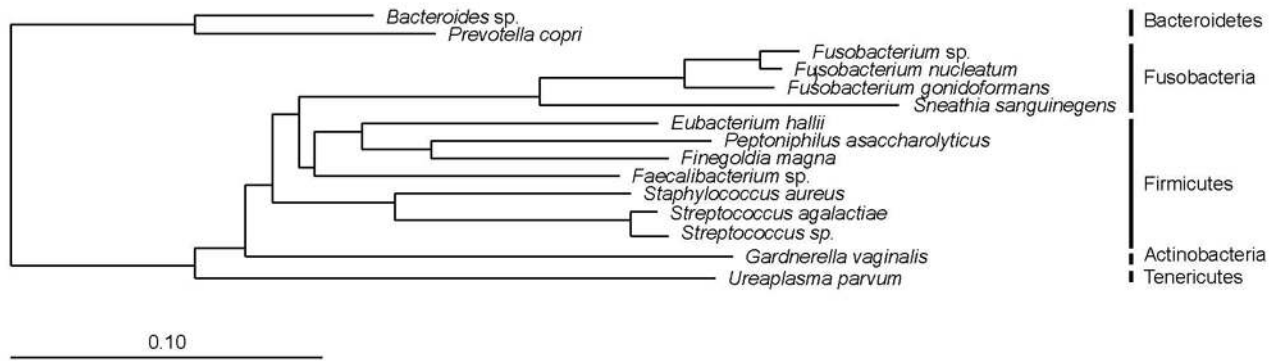 Bacteroides sp.
Prevotella copri
Bacteroidetes
Fusobacterium sp.
Fusobacterium nucleatum
Fusobacterium gonidoformans
Sneathia sanguinegens
Fusobacteria
Eubacterium hallii
Peptoniphilus asaccharolyticus
Finegoldia magna
Faecalibacterium sp.
Staphylococcus aureus
Streptococcus agalactiae
Streptococcus sp.
Firmicutes
Gardnerella vaginalis
Actinobacteria
Ureaplasma parvum
Tenericutes
0.10